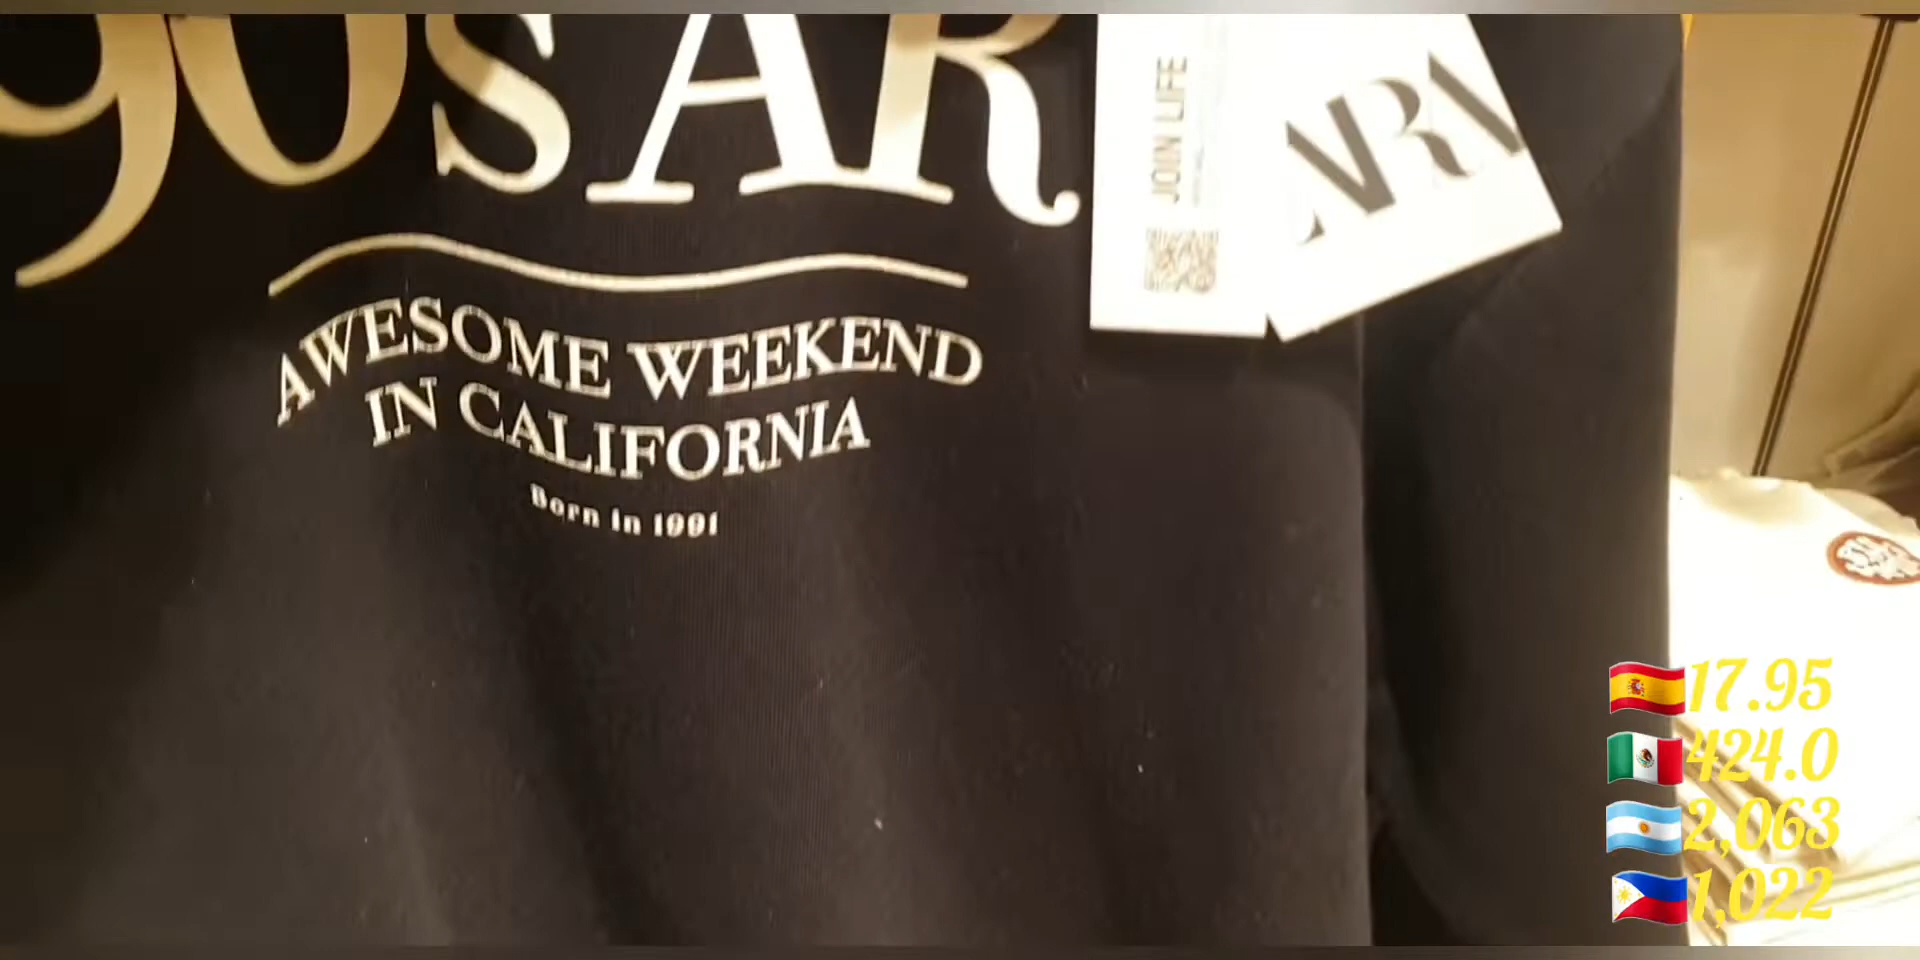 90s AR
AWESOME WEEKEND
IN CALIFORNIA
Born in 1991
JOIN LIFE
17.95
424.0
2,063
1,022